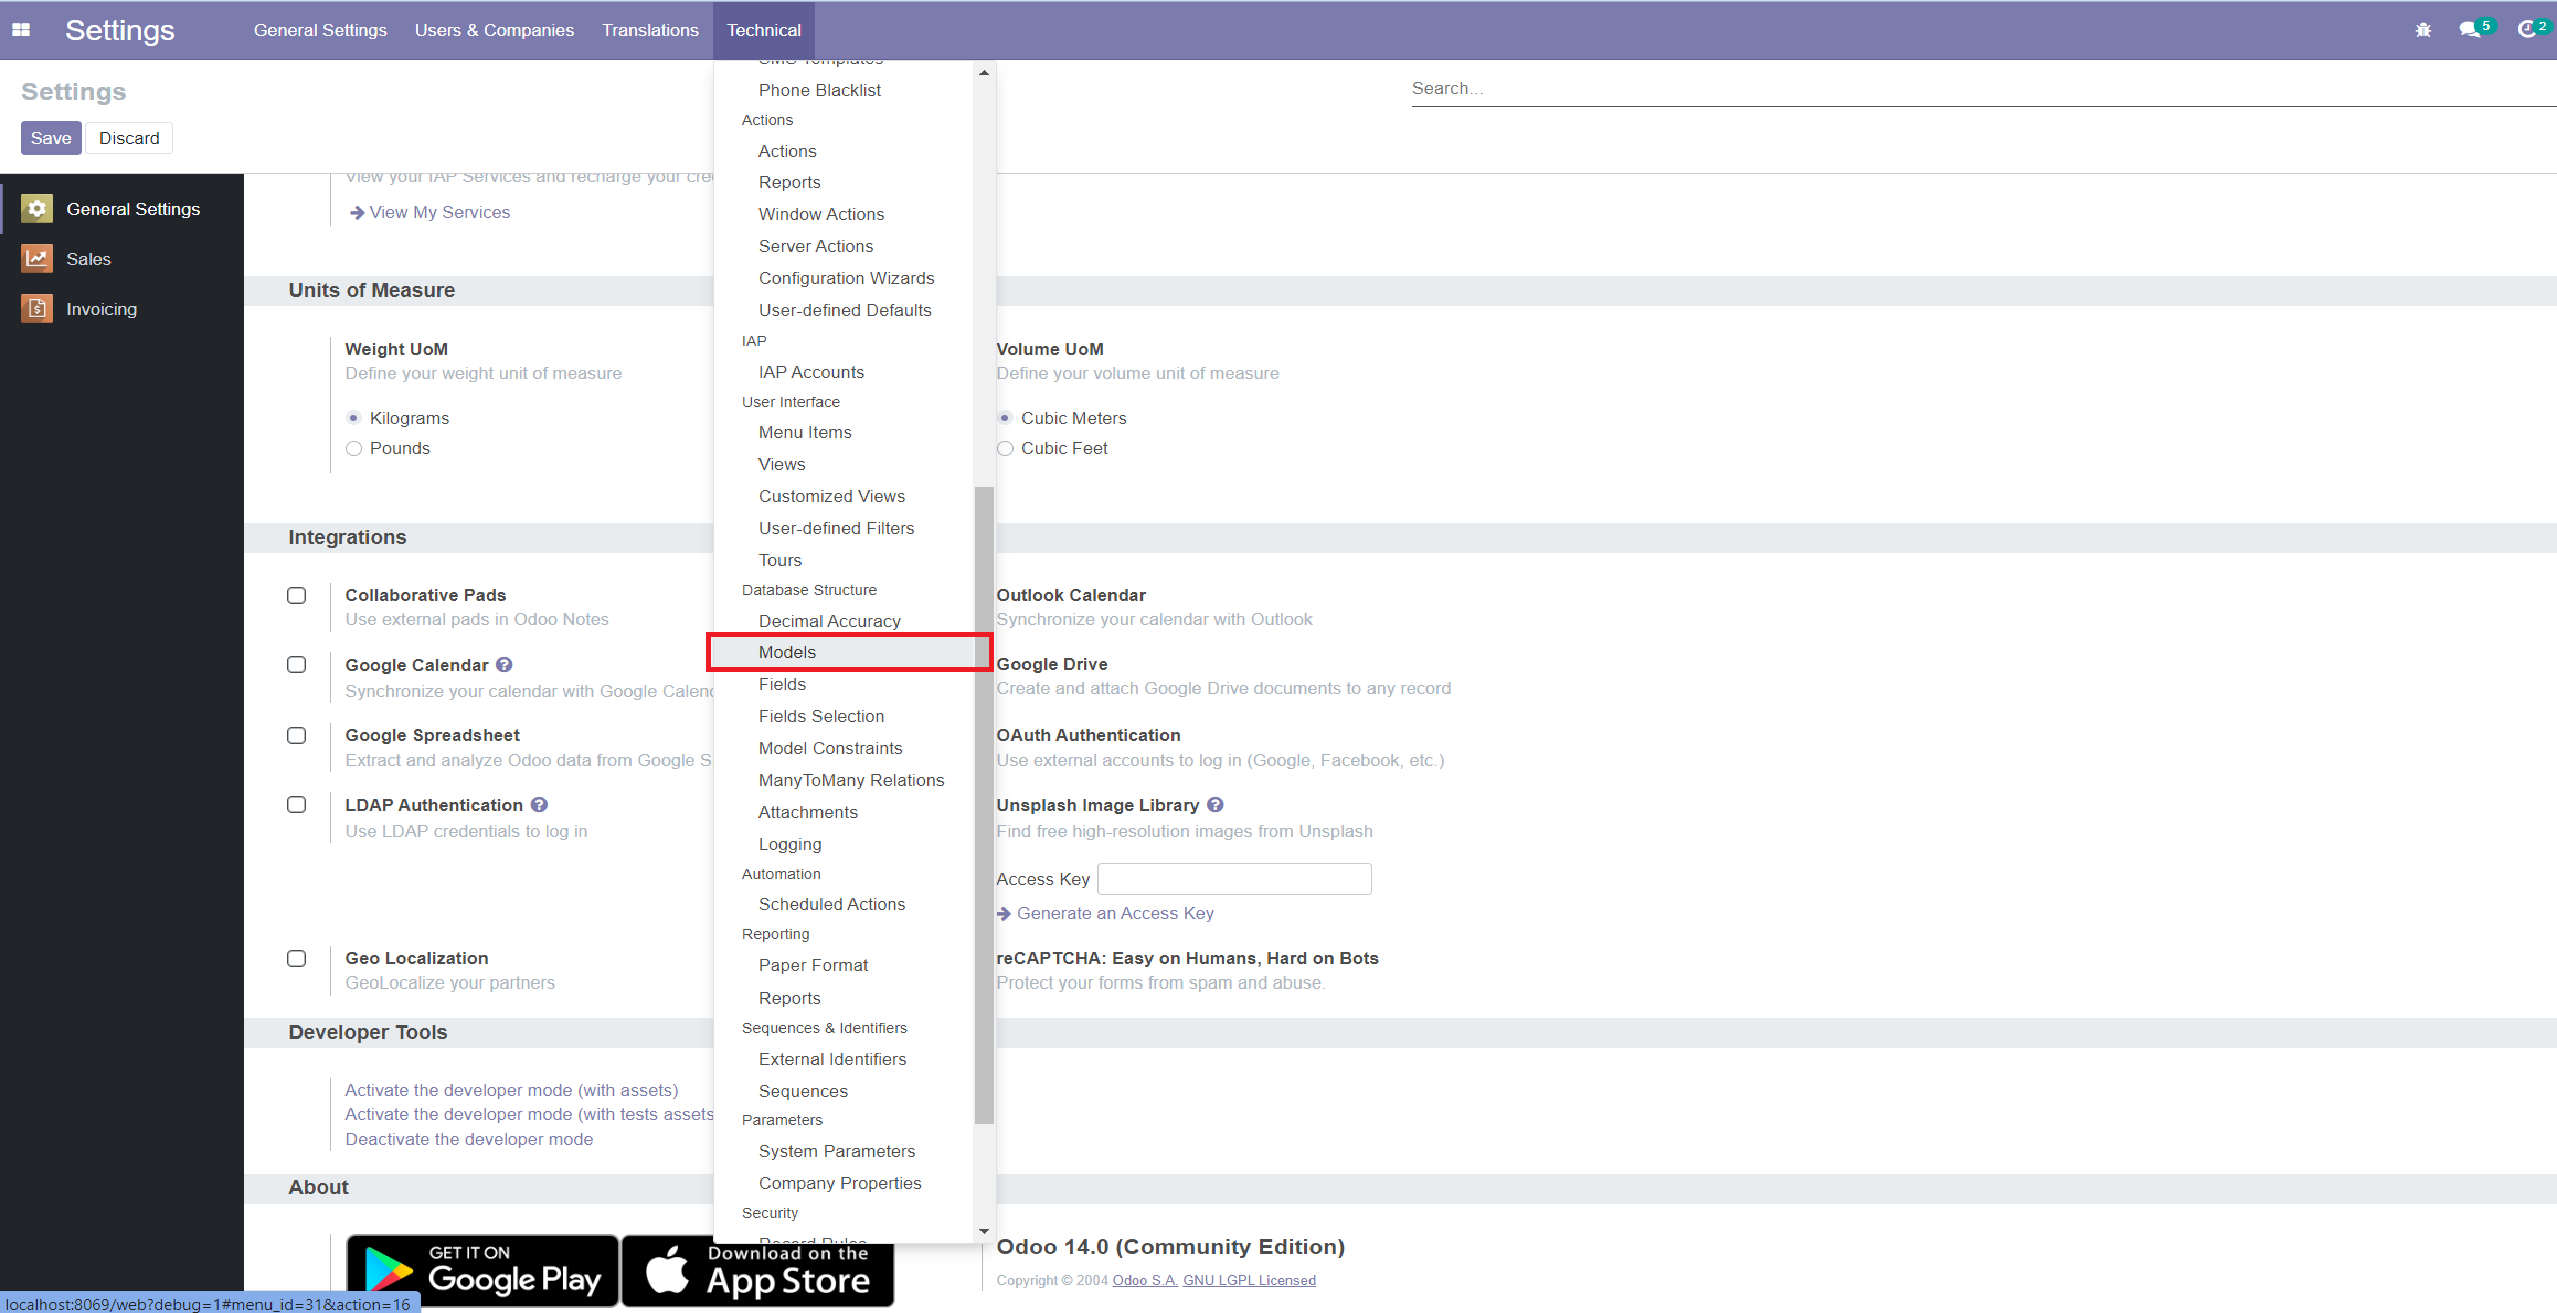 Settings
General Settings
Users & Companies
Translations
Technical
5
2
Settings
Search...
Save
Discard
General Settings
Sales
Invoicing
SMS Templates
Phone Blacklist
Actions
Actions
Reports
Window Actions
Server Actions
Configuration Wizards
User-defined Defaults
IAP
IAP Accounts
User Interface
Menu Items
Views
Customized Views
User-defined Filters
Tours
Database Structure
Decimal Accuracy
Models
Fields
Fields Selection
Model Constraints
ManyToMany Relations
Attachments
Logging
Automation
Scheduled Actions
Reporting
Paper Format
Reports
Sequences & Identifiers
External Identifiers
Sequences
Parameters
System Parameters
Company Properties
Security
Record Rules
View your IAP Services and recharge your cre
View My Services
Units of Measure
Weight UoM
Define your weight unit of measure
Kilograms
Pounds
Volume UoM
Define your volume unit of measure
Cubic Meters
Cubic Feet
Integrations
Collaborative Pads
Use external pads in Odoo Notes
Outlook Calendar
Synchronize your calendar with Outlook
Google Calendar ?
Synchronize your calendar with Google Calend
Google Drive
Create and attach Google Drive documents to any record
Google Spreadsheet
Extract and analyze Odoo data from Google S
OAuth Authentication
Use external accounts to log in (Google, Facebook, etc.)
LDAP Authentication ?
Use LDAP credentials to log in
Unsplash Image Library ?
Find free high-resolution images from Unsplash
Access Key
Generate an Access Key
Geo Localization
GeoLocalize your partners
reCAPTCHA: Easy on Humans, Hard on Bots
Protect your forms from spam and abuse.
Developer Tools
Activate the developer mode (with assets)
Activate the developer mode (with tests assets
Deactivate the developer mode
About
GET IT ON
Google Play
Download on the
App Store
Odoo 14.0 (Community Edition)
Copyright © 2004 Odoo S.A. GNU LGPL Licensed
localhost:8069/web?debug=1#menu_id=31&action=16